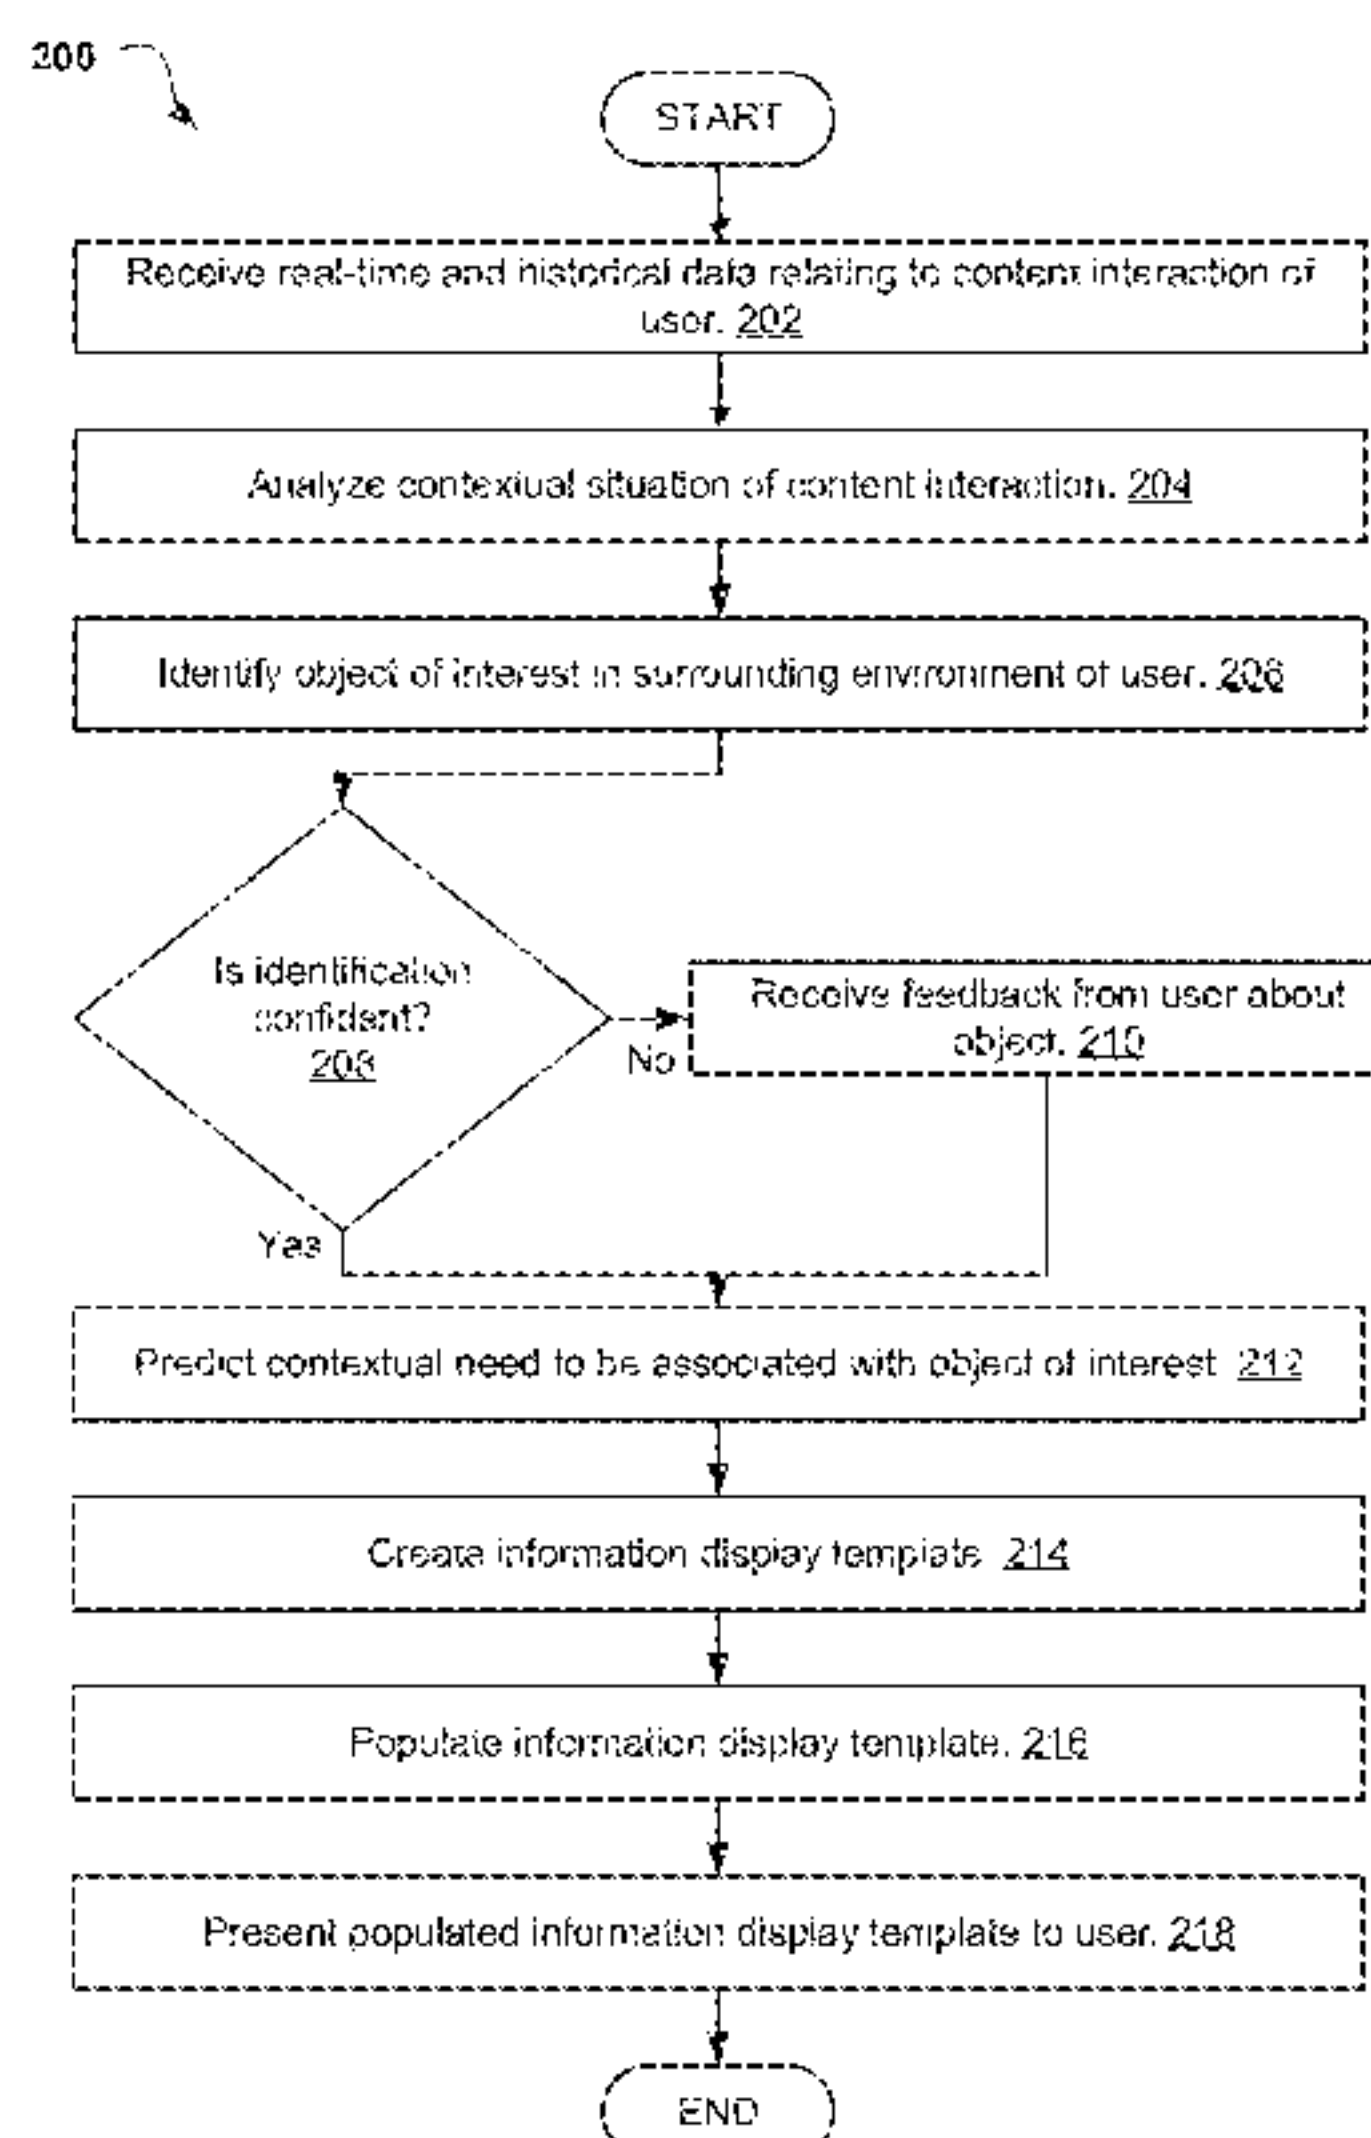 200
START
Receive real-time and historical data relating to content interaction of
user. 202
Analyze contextual situation of content interaction. 204
Identify object of interest in surrounding environment of user. 206
Is identification
confident?
208
No
Receive feedback from user about
object. 210
Yes
Predict contextual need to be associated with object of interest 212
Create information display template 214
Populate information display template. 216
Present populated information display template to user. 218
END